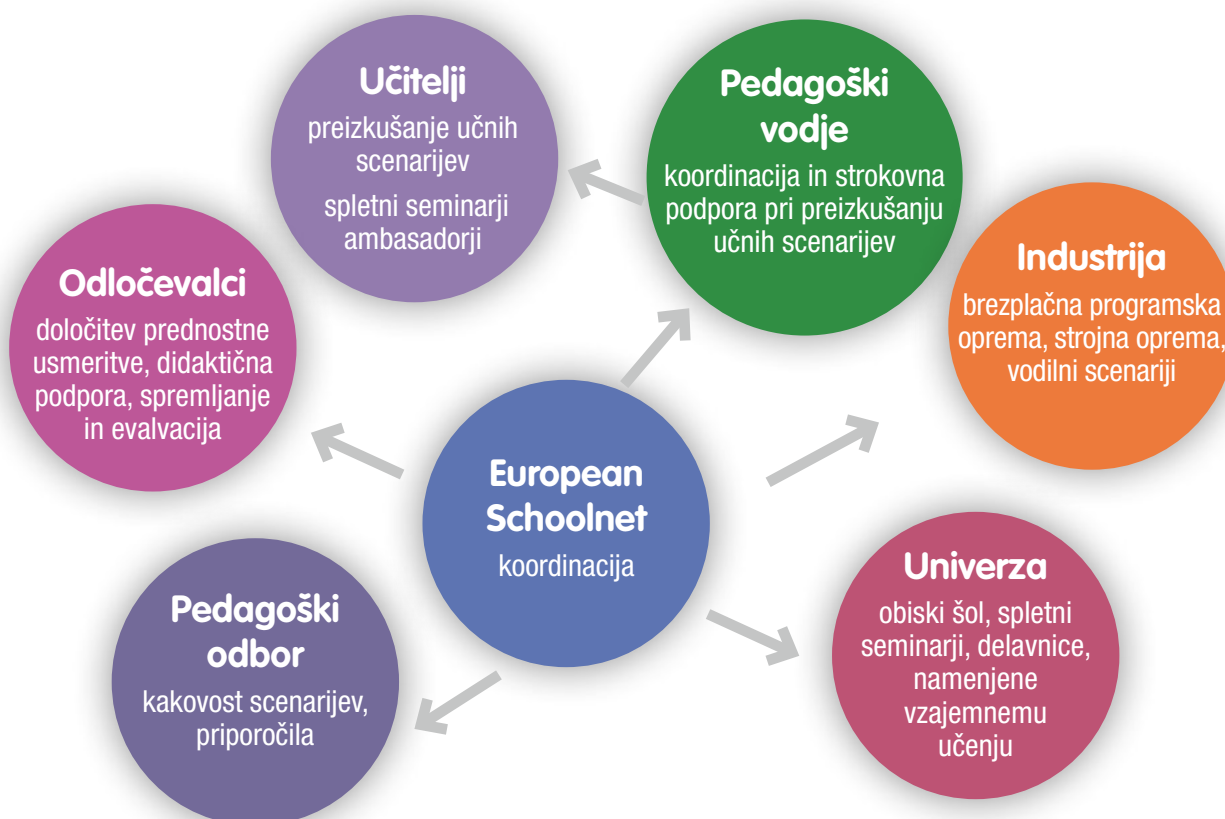 Učitelji
preizkušanje učnih
scenarijev
spletni seminarji
ambasadorji
Pedagoški
vodje
koordinacija in strokovna
podpora pri preizkušanju
učnih scenarijev
Industrija
brezplačna programska
oprema, strojna oprema,
vodilni scenariji
Odločevalci
določitev prednostne
usmeritve, didaktična
podpora, spremljanje
in evalvacija
European
Schoolnet
koordinacija
Univerza
obiski šol, spletni
seminarji, delavnice,
namenjene
vzajemnemu
učenju
Pedagoški
odbor
kakovost scenarijev,
priporočila